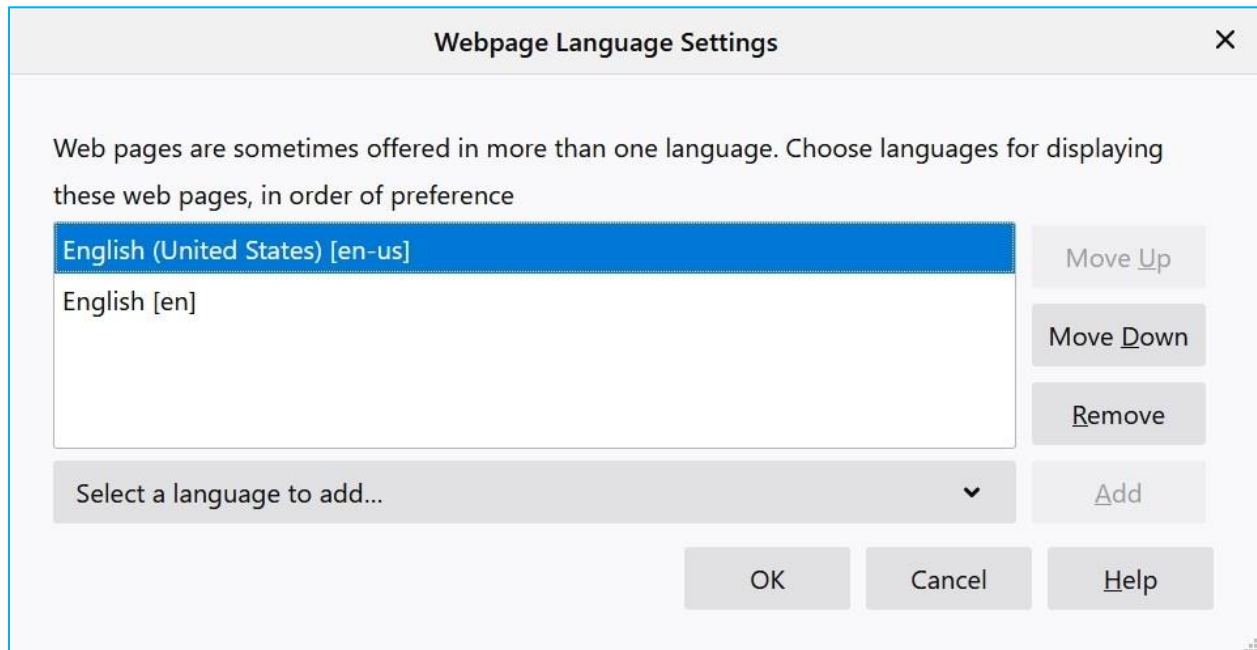 Webpage Language Settings
Web pages are sometimes offered in more than one language. Choose languages for displaying
these web pages, in order of preference
English (United States) [en-us]
Move Up
English [en]
Move Down
Remove
Select a language to add...
Add
OK
Cancel
Help